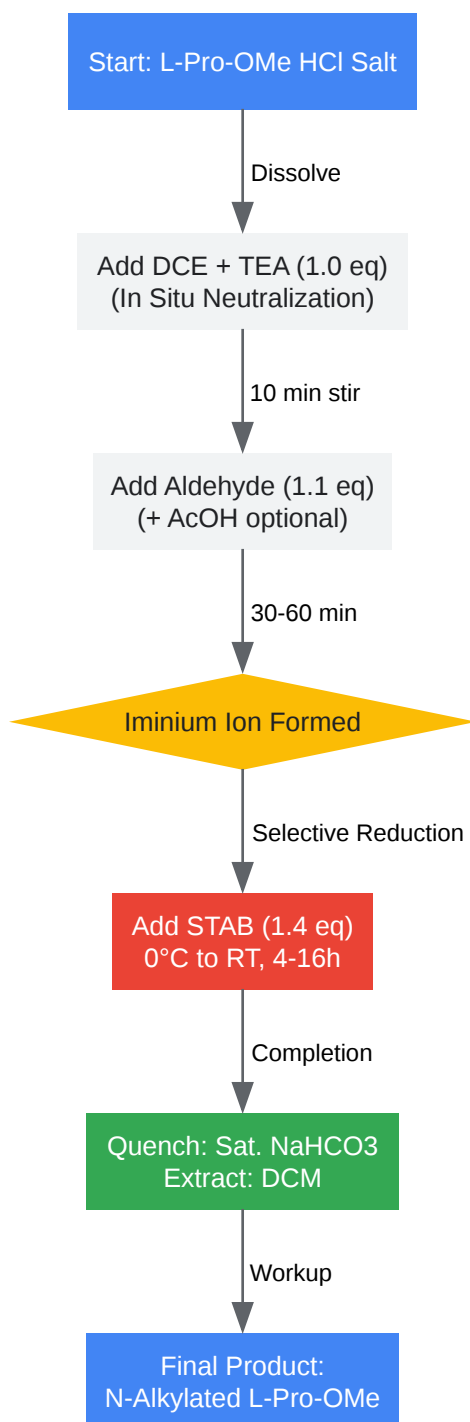 Start: L-Pro-OMe HCl Salt
Dissolve
Add DCE + TEA (1.0 eq)
(In Situ Neutralization)
10 min stir
Add Aldehyde (1.1 eq)
(+ AcOH optional)
30-60 min
Iminium Ion Formed
Selective Reduction
Add STAB (1.4 eq)
0°C to RT, 4-16h
Completion
Quench: Sat. NaHCO3
Extract: DCM
Workup
Final Product:
N-Alkylated L-Pro-OMe